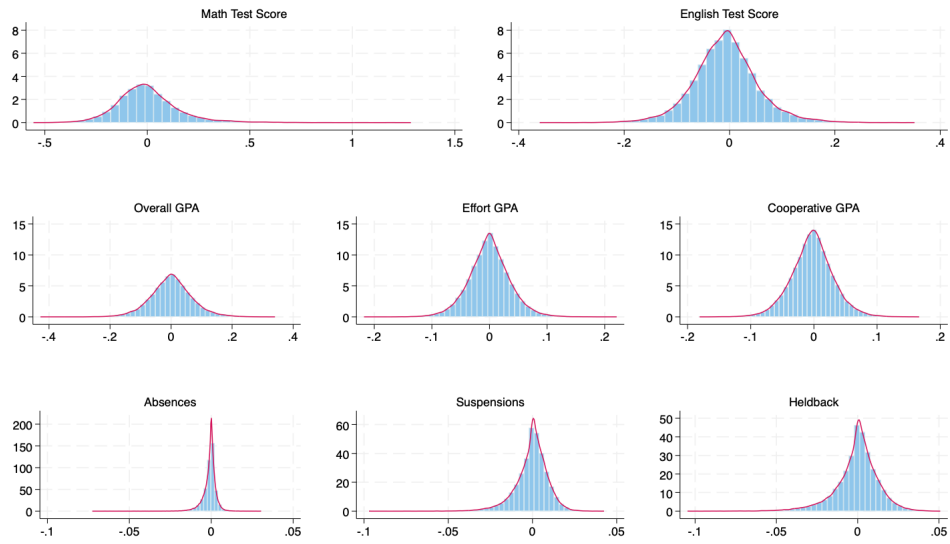 Math Test Score
8
6
4
2
0
-.5 0 .5 1 1.5
English Test Score
8
6
4
2
0
-.4 -.2 0 .2 .4
Overall GPA
15
10
5
0
-.4 -.2 0 .2 .4
Effort GPA
15
10
5
0
-.2 -.1 0 .1 .2
Cooperative GPA
15
10
5
0
-.2 -.1 0 .1 .2
Absences
200
150
100
50
0
-.1 -.05 0 .05
Suspensions
60
40
20
0
-.1 -.05 0 .05
Heldback
50
40
30
20
10
0
-.1 -.05 0 .05